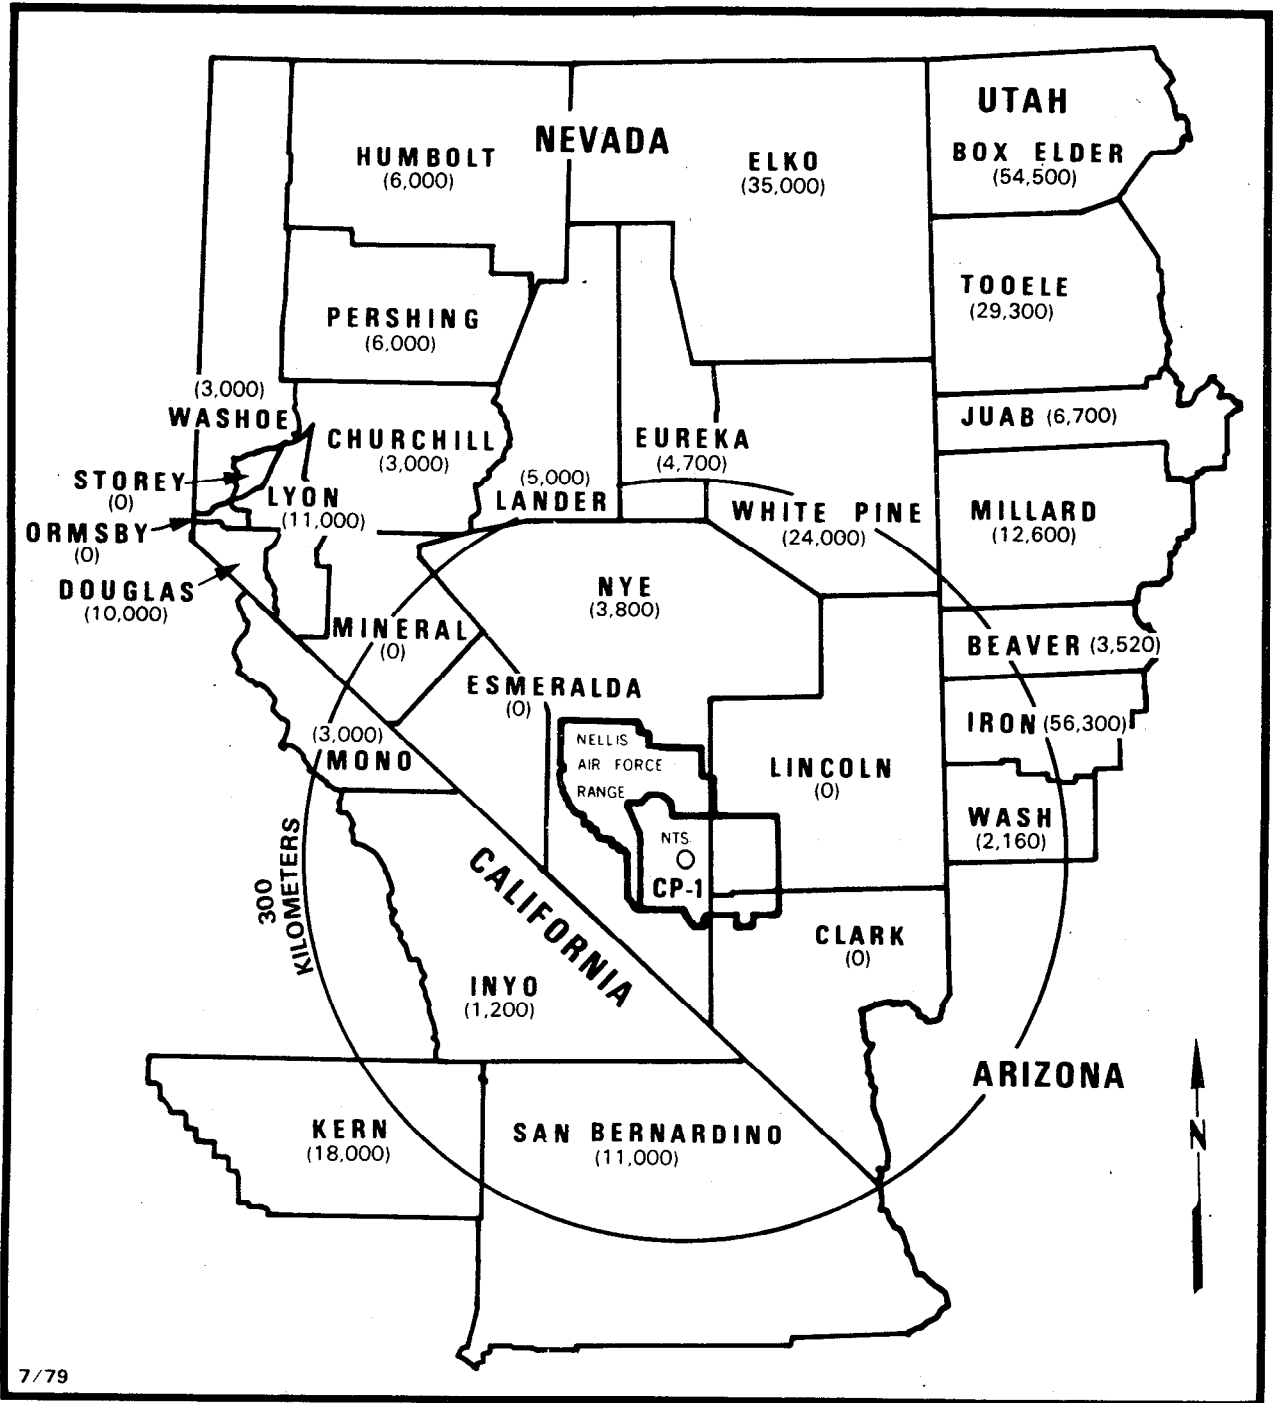 UTAH
NEVADA
HUMBOLT
(6,000)
ELKO
(35,000)
BOX ELDER
(54,500)
TOOELE
(29,300)
PERSHING
(6,000)
(3,000)
WASHOE
JUAB (6,700)
CHURCHILL
(3,000)
EUREKA
(4,700)
STOREY
(0)
LYON
(11,000)
(5,000)
LANDER
WHITE PINE
(24,000)
MILLARD
(12,600)
ORMSBY
(0)
DOUGLAS
(10,000)
NYE
(3,800)
MINERAL
(0)
BEAVER (3,520)
ESMERALDA
(0)
IRON (56,300)
(3,000)
MONO
NELLIS
AIR FORCE
RANGE
LINCOLN
(0)
WASH
(2,160)
NTS
CP-1
300
KILOMETERS
CALIFORNIA
CLARK
(0)
INYO
(1,200)
ARIZONA
KERN
(18,000)
SAN BERNARDINO
(11,000)
N
7/79